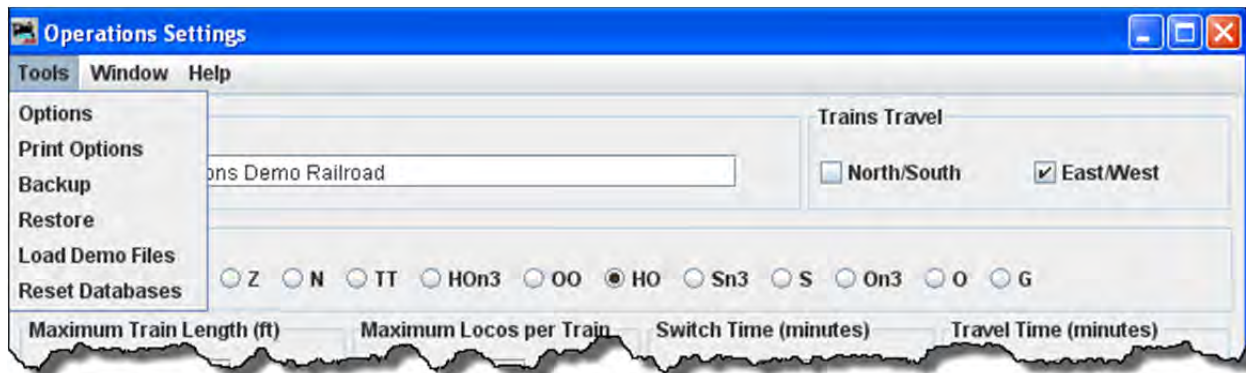 Operations Settings
Tools Window Help
Options
Print Options
Backup
Restore
Load Demo Files
Reset Databases
Trains Travel
ons Demo Railroad
North/South East/West
Z N TT HOn3 OO HO Sn3 S On3 O G
Maximum Train Length (ft) Maximum Locos per Train Switch Time (minutes) Travel Time (minutes)